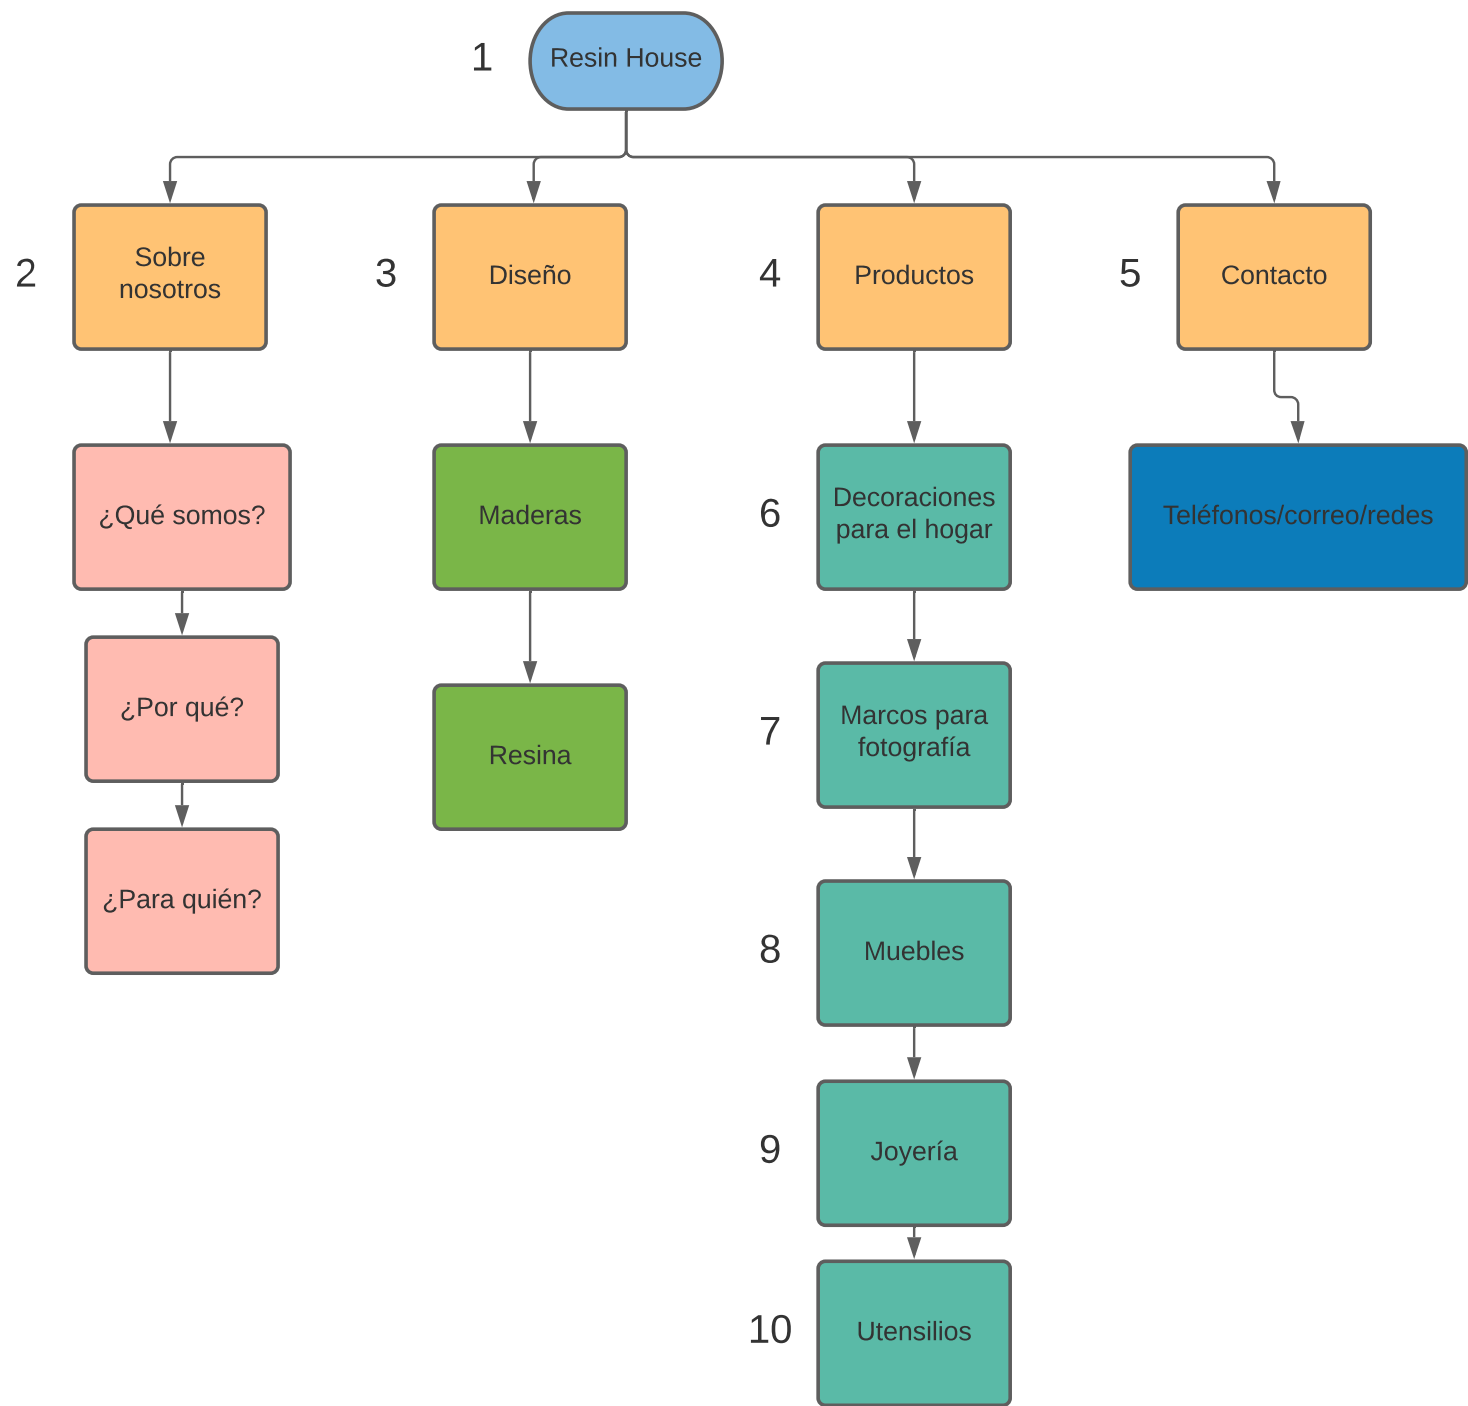 1
Resin House
2
Sobre
nosotros
3
Diseño
4
Productos
5
Contacto
¿Qué somos?
Maderas
6
Decoraciones
para el hogar
Teléfonos/correo/redes
¿Por qué?
Resina
7
Marcos para
fotografía
¿Para quién?
8
Muebles
9
Joyería
10
Utensilios